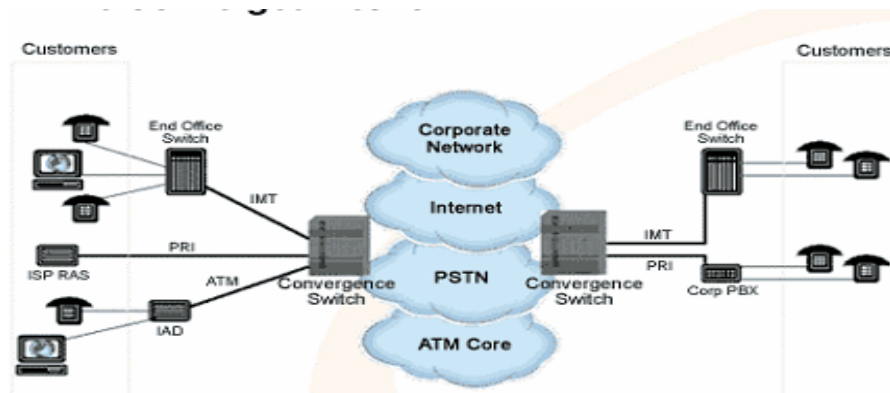 Customers
Customers
End Office
Switch
Corporate
Network
End Office
Switch
IMT
Internet
IMT
PRI
PRI
ISP RAS
ATM
Convergence
Switch
PSTN
Convergence
Switch
Corp PBX
IAD
ATM Core